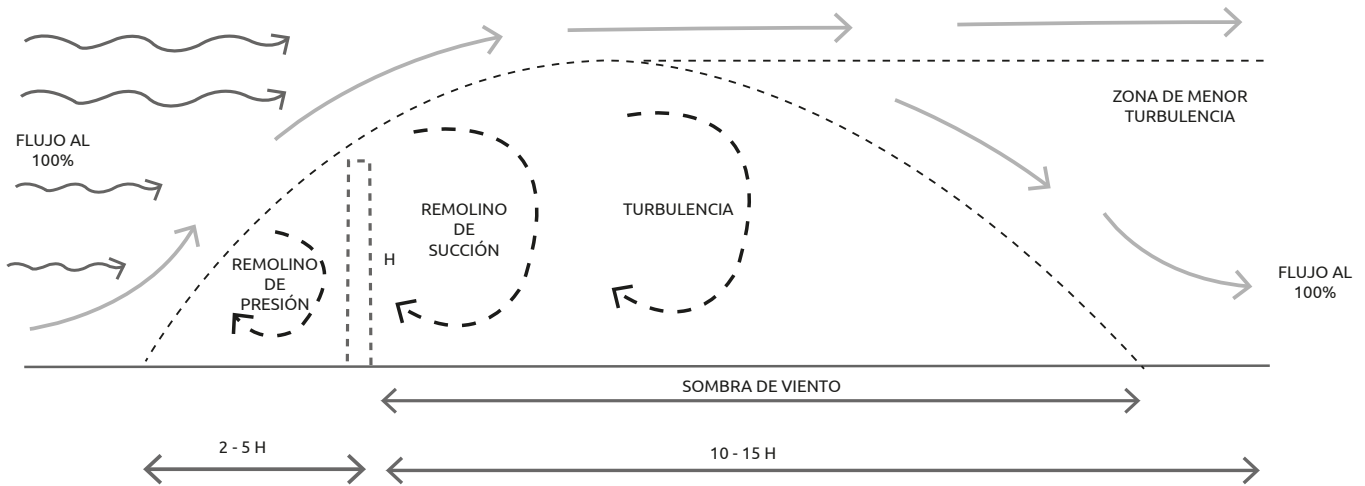 ZONA DE MENOR
TURBULENCIA
FLUJO AL
100%
REMOLINO
DE
SUCCIÓN
TURBULENCIA
H
REMOLINO
DE
PRESIÓN
FLUJO AL
100%
SOMBRA DE VIENTO
2 - 5 H
10 - 15 H